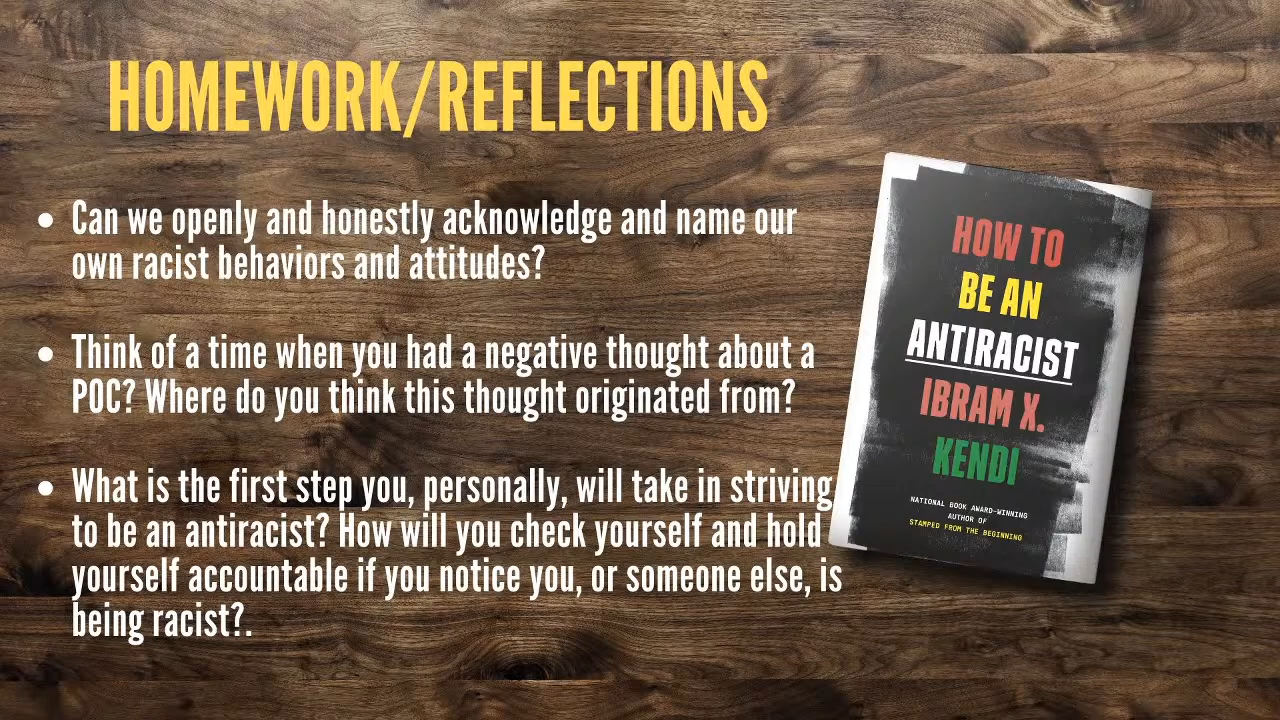 HOMEWORK/REFLECTIONS
• Can we openly and honestly acknowledge and name our
own racist behaviors and attitudes?
• Think of a time when you had a negative thought about a
POC? Where do you think this thought originated from?
• What is the first step you, personally, will take in striving
to be an antiracist? How will you check yourself and hold
yourself accountable if you notice you, or someone else, is
being racist?.
HOW TO
BE AN
ANTIRACIST
IBRAM X.
KENDI
NATIONAL BOOK AWARD-WINNING
AUTHOR OF
STAMPED FROM THE BEGINNING